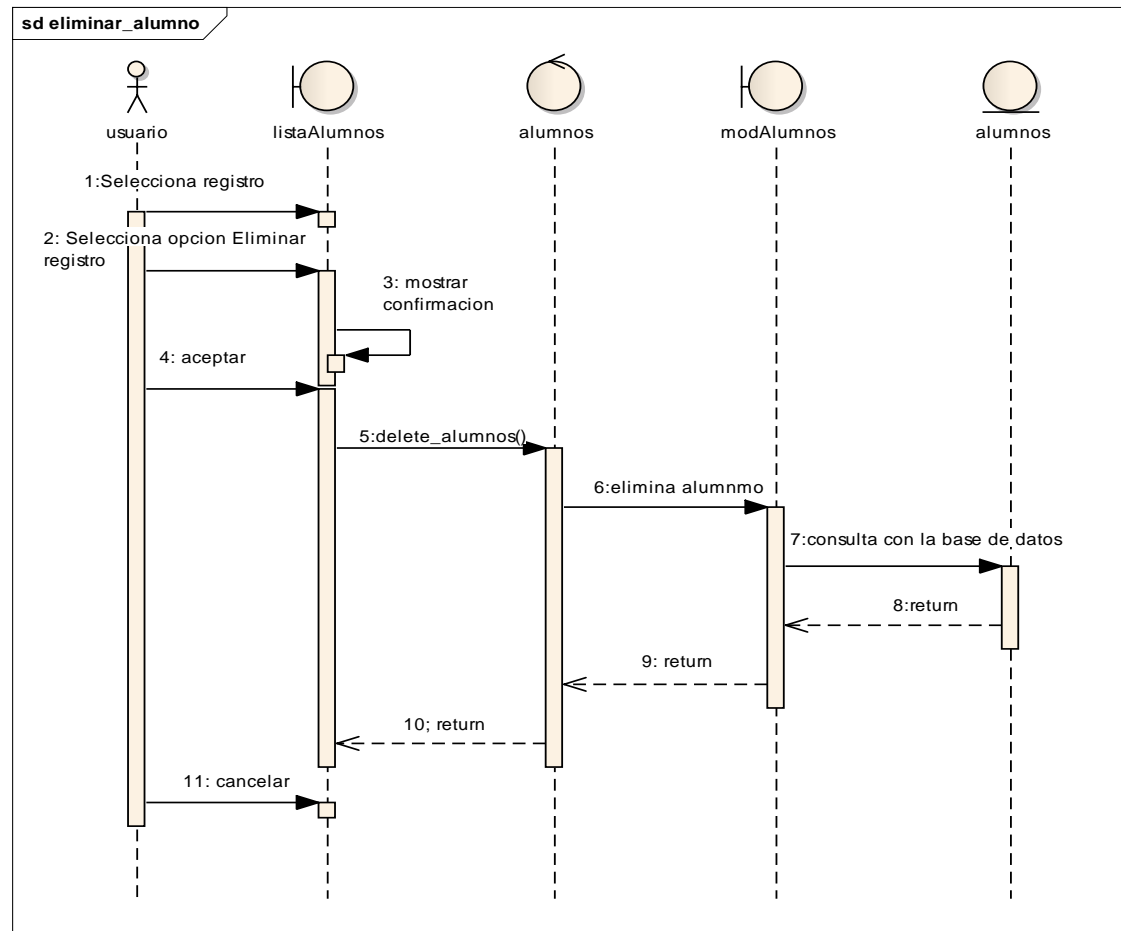 sd eliminar_alumno
usuario
listaAlumnos
alumnos
modAlumnos
alumnos
1:Selecciona registro
2: Selecciona opcion Eliminar
registro
3: mostrar
confirmacion
4: aceptar
5:delete_alumnos()
6:elimina alumnmo
7:consulta con la base de datos
8:return
9: return
10; return
11: cancelar